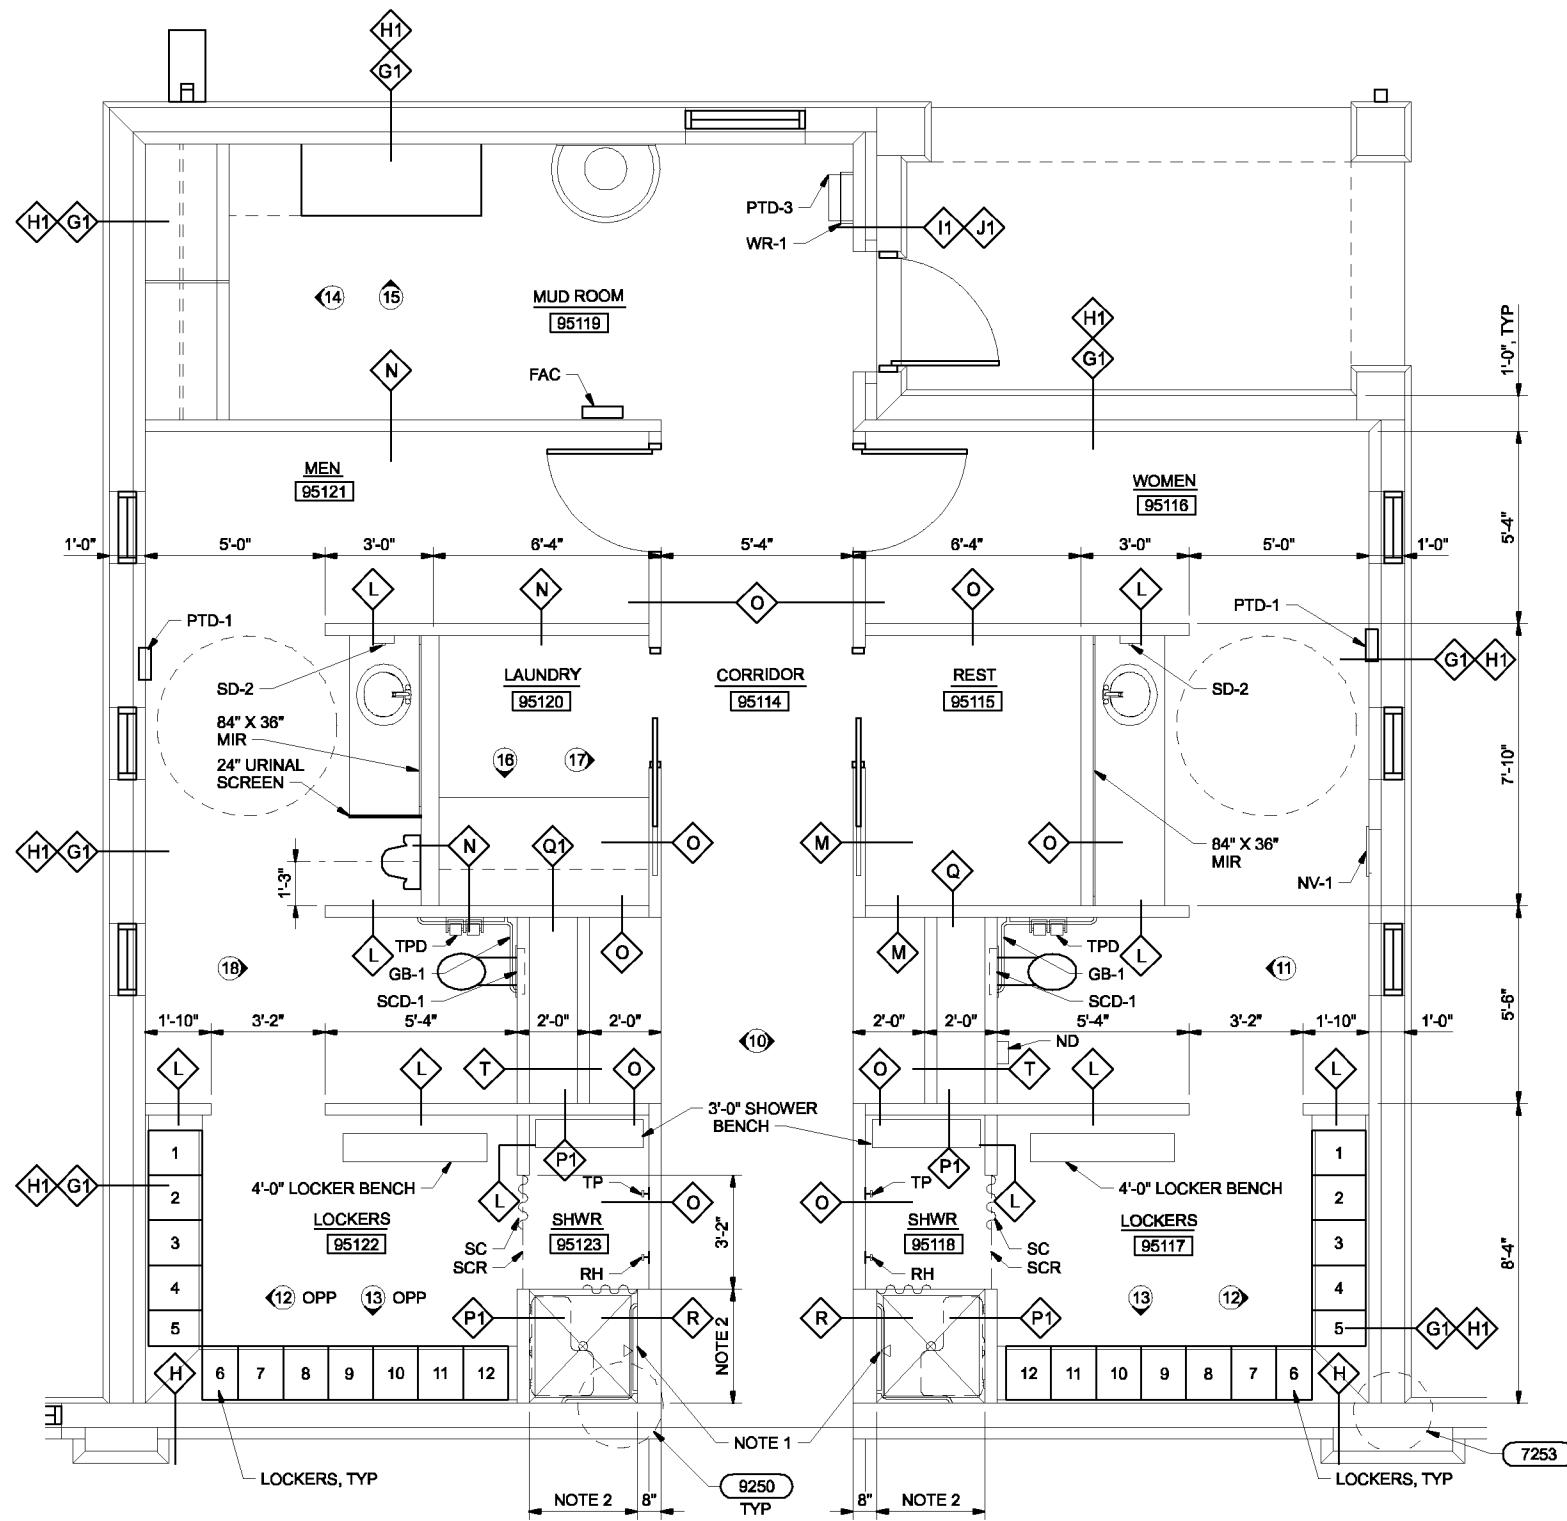 H1
G1
H1 G1
PTD-3
WR-1
I1 J1
14
15
MUD ROOM
95119
H1
G1
1'-0", TYP
N
FAC
MEN
95121
WOMEN
95116
5'-4"
1'-0"
5'-0"
3'-0"
6'-4"
5'-4"
6'-4"
3'-0"
5'-0"
1'-0"
L
N
O
O
L
PTD-1
PTD-1
SD-2
84" X 36"
MIR
24" URINAL
SCREEN
LAUNDRY
95120
CORRIDOR
95114
REST
95115
SD-2
G1 H1
16
17
7'-10"
H1 G1
N
Q1
O
M
O
84" X 36"
MIR
NV-1
1'-3"
Q
L
TPD
GB-1
SCD-1
O
M
TPD
GB-1
SCD-1
L
18
11
5'-6"
1'-10"
3'-2"
5'-4"
2'-0"
2'-0"
2'-0"
2'-0"
5'-4"
3'-2"
1'-10"
1'-0"
10
ND
L
L
T
O
O
T
L
L
3'-0" SHOWER
BENCH
P1
P1
1
2
3
4
5
H1 G1
4'-0" LOCKER BENCH
L
TP
O
O
TP
L
4'-0" LOCKER BENCH
1
2
3
4
5
LOCKERS
95122
SHWR
95123
SHWR
95118
LOCKERS
95117
SC
SCR
RH
3'-2"
RH
SC
SCR
8'-4"
12 OPP
13 OPP
13
12
P1
R
R
P1
G1 H1
NOTE 2
H
6 7 8 9 10 11 12
12 11 10 9 8 7 6
H
NOTE 1
LOCKERS, TYP
9250
TYP
LOCKERS, TYP
7253
NOTE 2
8"
8"
NOTE 2